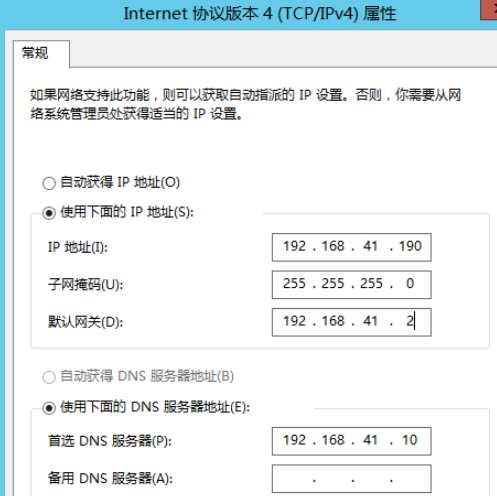 Internet 协议版本 4 (TCP/IPv4) 属性
常规
如果网络支持此功能，则可以获取自动指派的 IP 设置。否则，你需要从网
络系统管理员处获得适当的 IP 设置。
自动获得 IP 地址(O)
使用下面的 IP 地址(S):
IP 地址(I): 192 . 168 . 41 . 190
子网掩码(U): 255 . 255 . 255 . 0
默认网关(D): 192 . 168 . 41 . 2
自动获得 DNS 服务器地址(B)
使用下面的 DNS 服务器地址(E):
首选 DNS 服务器(P): 192 . 168 . 41 . 10
备用 DNS 服务器(A): . . .